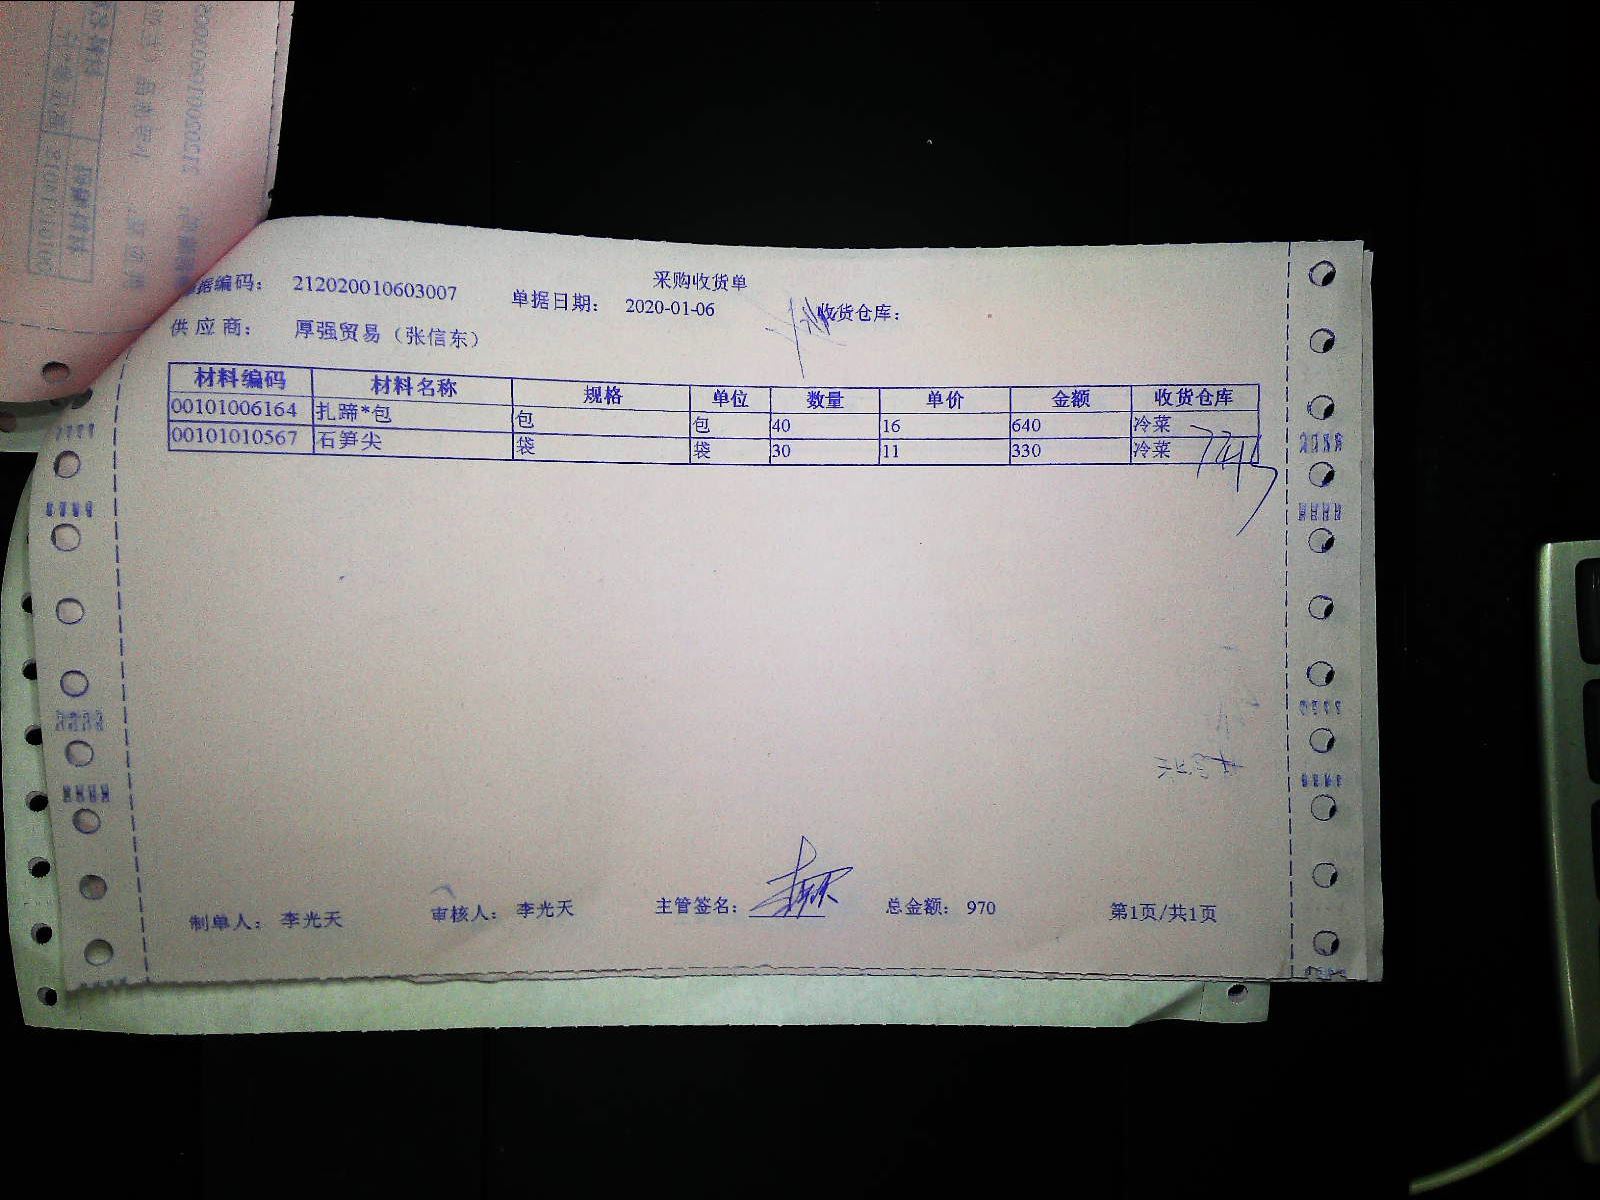 采购收货单
单据编码: 212020010603007 单据日期: 2020-01-06 收货仓库:
供应商: 厚强贸易（张信东）
材料编码 材料名称 规格 单位 数量 单价 金额 收货仓库
00101006164 扎蹄*包 包 包 40 16 640 冷菜
00101010567 石笋尖 袋 袋 30 11 330 冷菜
制单人: 李光天 审核人: 李光天 主管签名: 总金额: 970 第1页/共1页